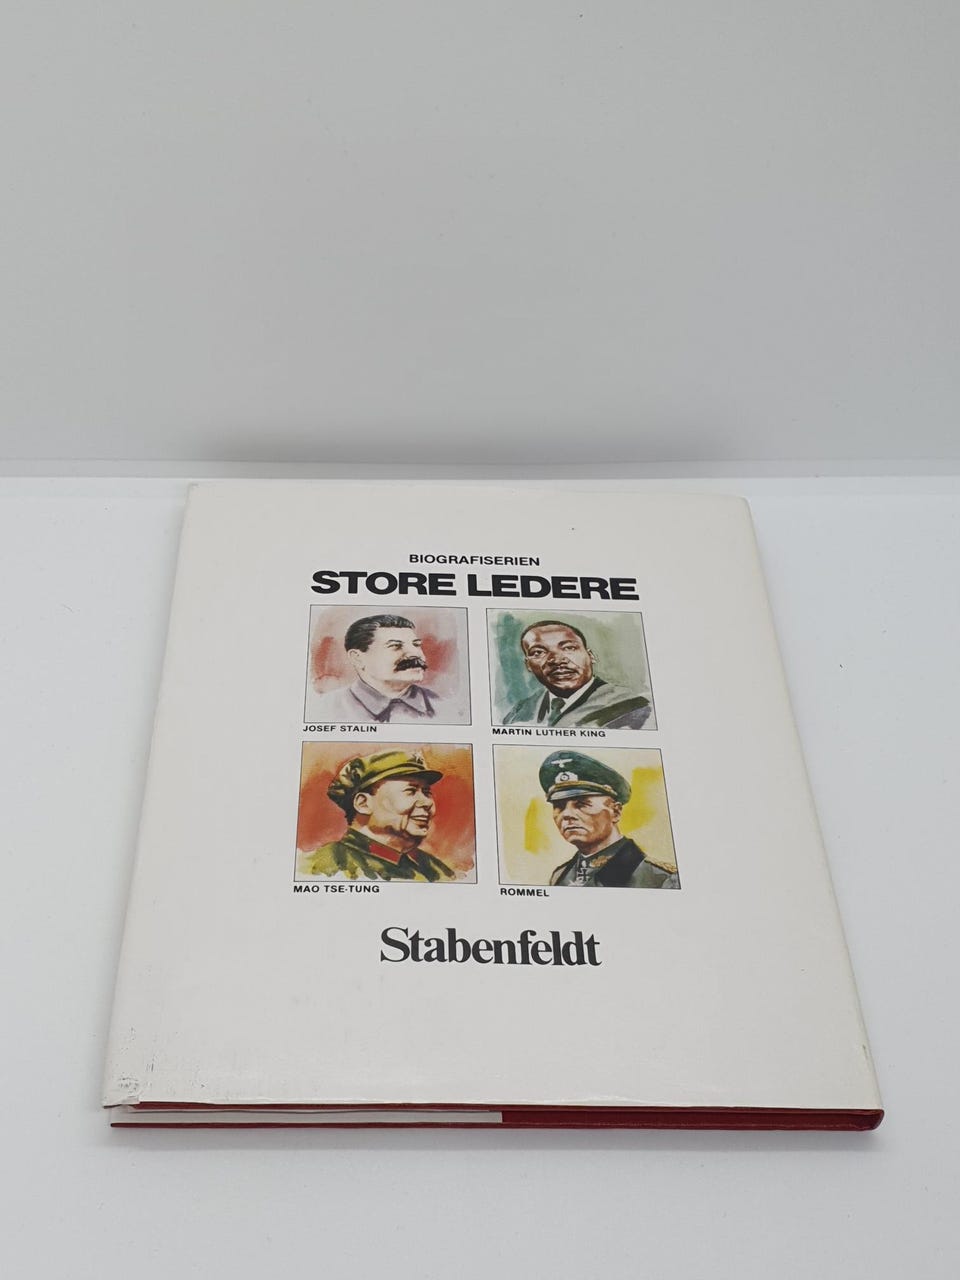 BIOGRAFISERIEN
STORE LEDERE
JOSEF STALIN
MARTIN LUTHER KING
MAO TSE-TUNG
ROMMEL
Stabenfeldt